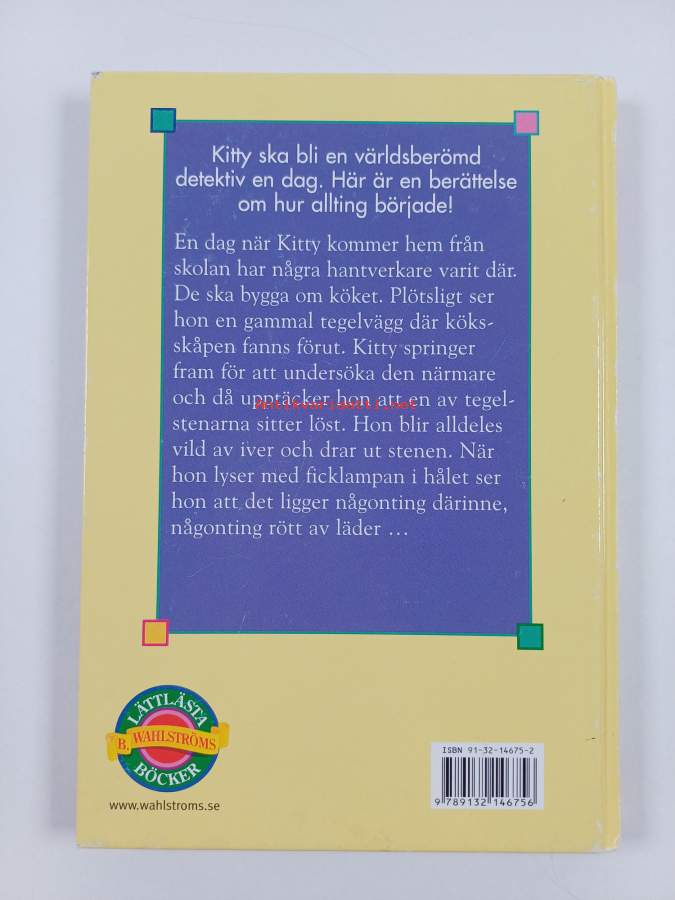 Kitty ska bli en världsberömd
detektiv en dag. Här är en berättelse
om hur allting började!
En dag när Kitty kommer hem från
skolan har några hantverkare varit där.
De ska bygga om köket. Plötsligt ser
hon en gammal tegelvägg där köks-
skåpen fanns förut. Kitty springer
fram för att undersöka den närmare
och då upptäcker hon att en av tegel-
stenarna sitter löst. Hon blir alldeles
vild av iver och drar ut stenen. När
hon lyser med ficklampan i hålet ser
hon att det ligger någonting därinne,
någonting rött av läder ...
LÄTTLÄSTA
B. WAHLSTRÖMS
BÖCKER
www.wahlstroms.se
ISBN 91-32-14675-2
9 789132 146756